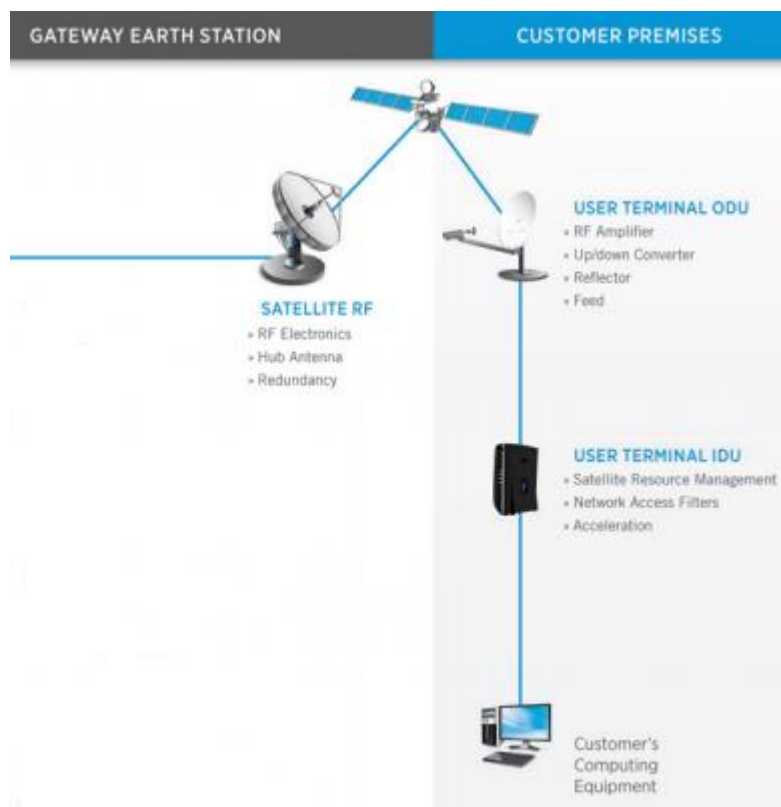 GATEWAY EARTH STATION
CUSTOMER PREMISES
SATELLITE RF
» RF Electronics
» Hub Antenna
» Redundancy
USER TERMINAL ODU
» RF Amplifier
» Up/down Converter
» Reflector
» Feed
USER TERMINAL IDU
» Satellite Resource Management
» Network Access Filters
» Acceleration
Customer's
Computing
Equipment